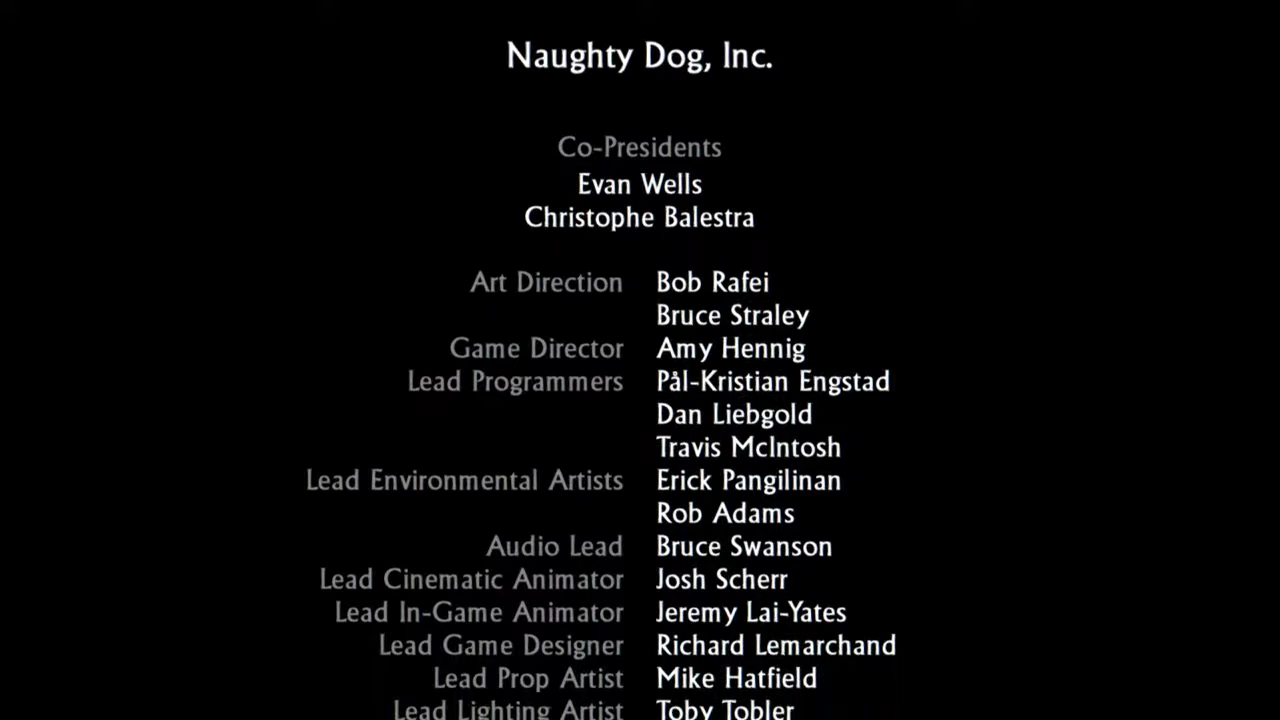 Naughty Dog, Inc.
Co-Presidents
Evan Wells
Christophe Balestra
Art Direction Bob Rafei
Bruce Straley
Game Director Amy Hennig
Lead Programmers Pål-Kristian Engstad
Dan Liebgold
Travis McIntosh
Lead Environmental Artists Erick Pangilinan
Rob Adams
Audio Lead Bruce Swanson
Lead Cinematic Animator Josh Scherr
Lead In-Game Animator Jeremy Lai-Yates
Lead Game Designer Richard Lemarchand
Lead Prop Artist Mike Hatfield
Lead Lighting Artist Toby Tobler